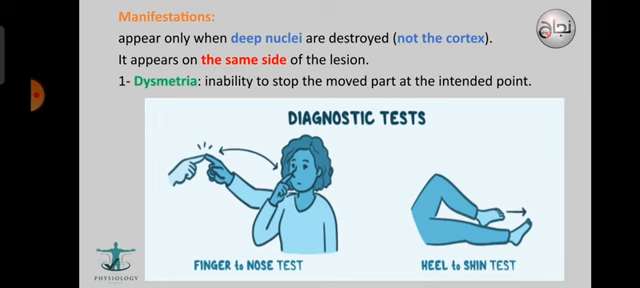 Manifestations:
appear only when deep nuclei are destroyed (not the cortex).
It appears on the same side of the lesion.
1- Dysmetria: inability to stop the moved part at the intended point.
DIAGNOSTIC TESTS
FINGER to NOSE TEST
HEEL to SHIN TEST
PHYSIOLOGY
نجاح